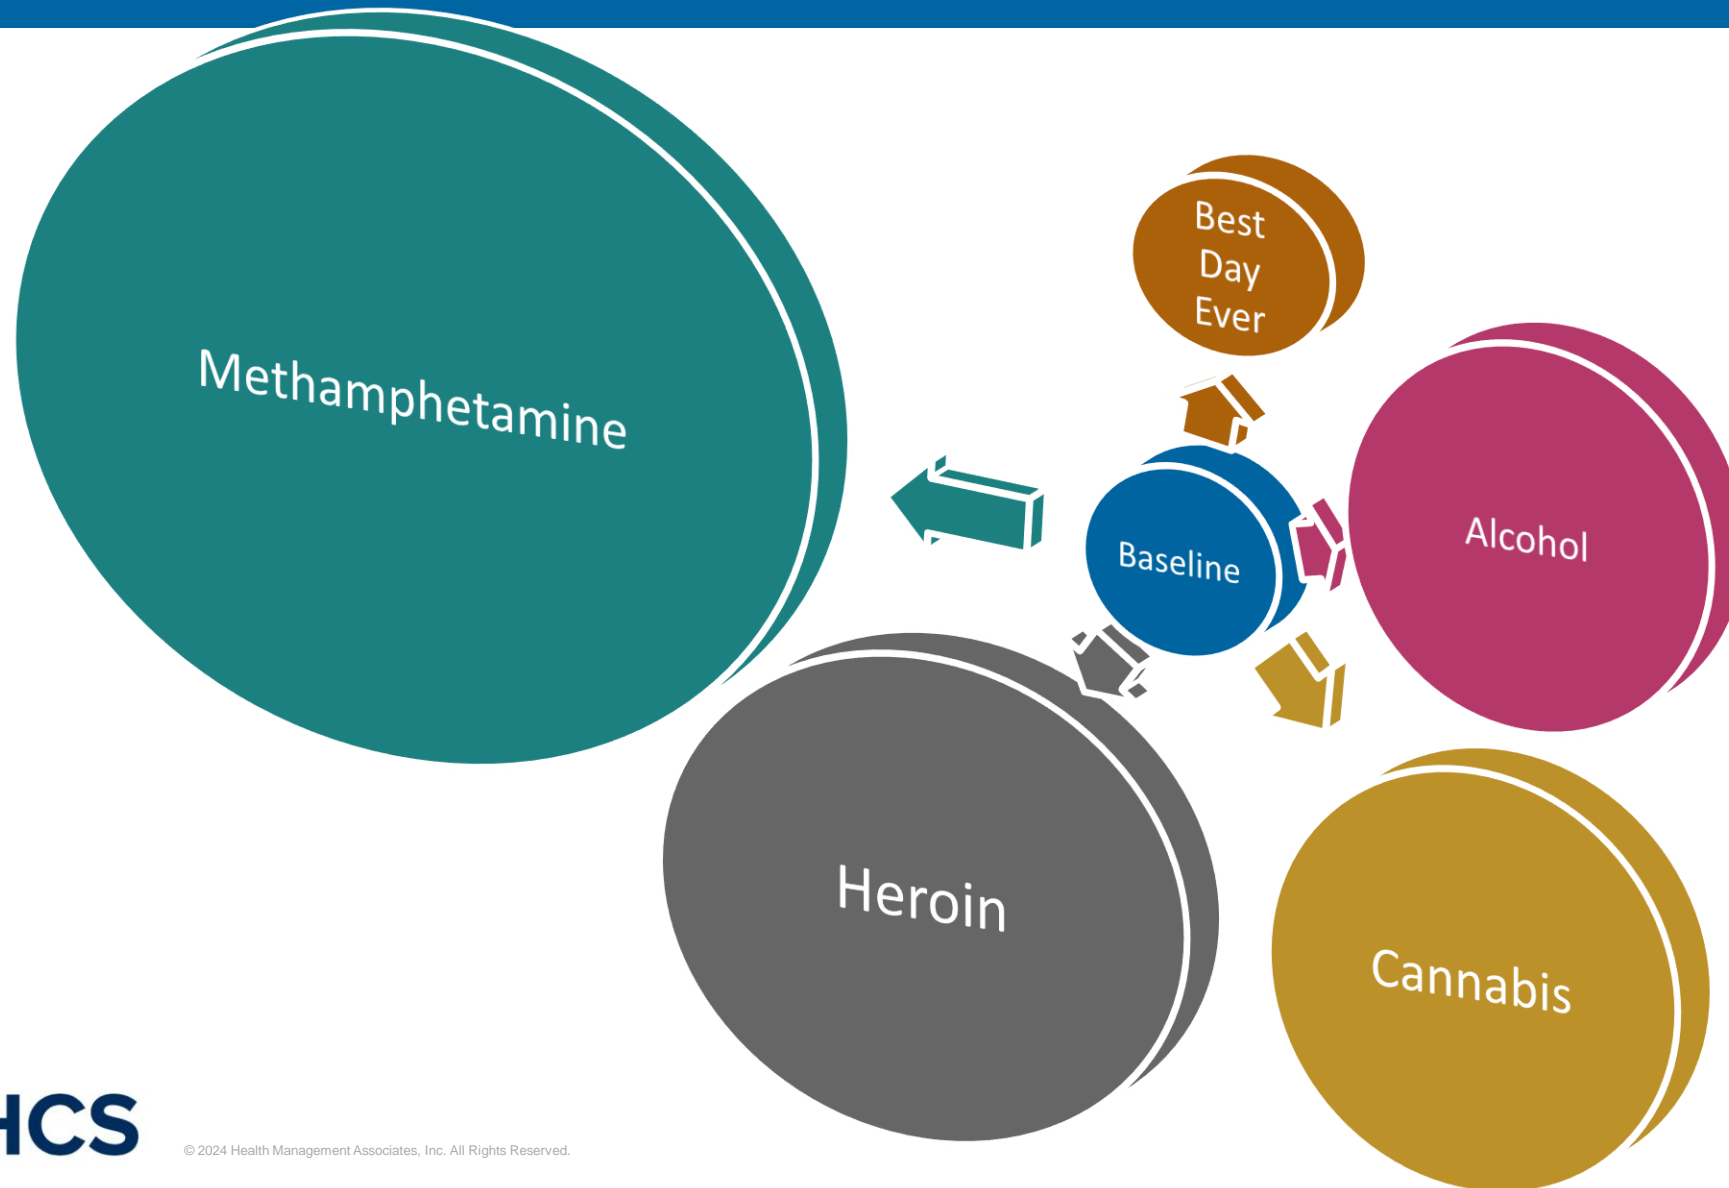 Best
Day
Ever
Methamphetamine
Alcohol
Baseline
Heroin
Cannabis
HCS
© 2024 Health Management Associates, Inc. All Rights Reserved.